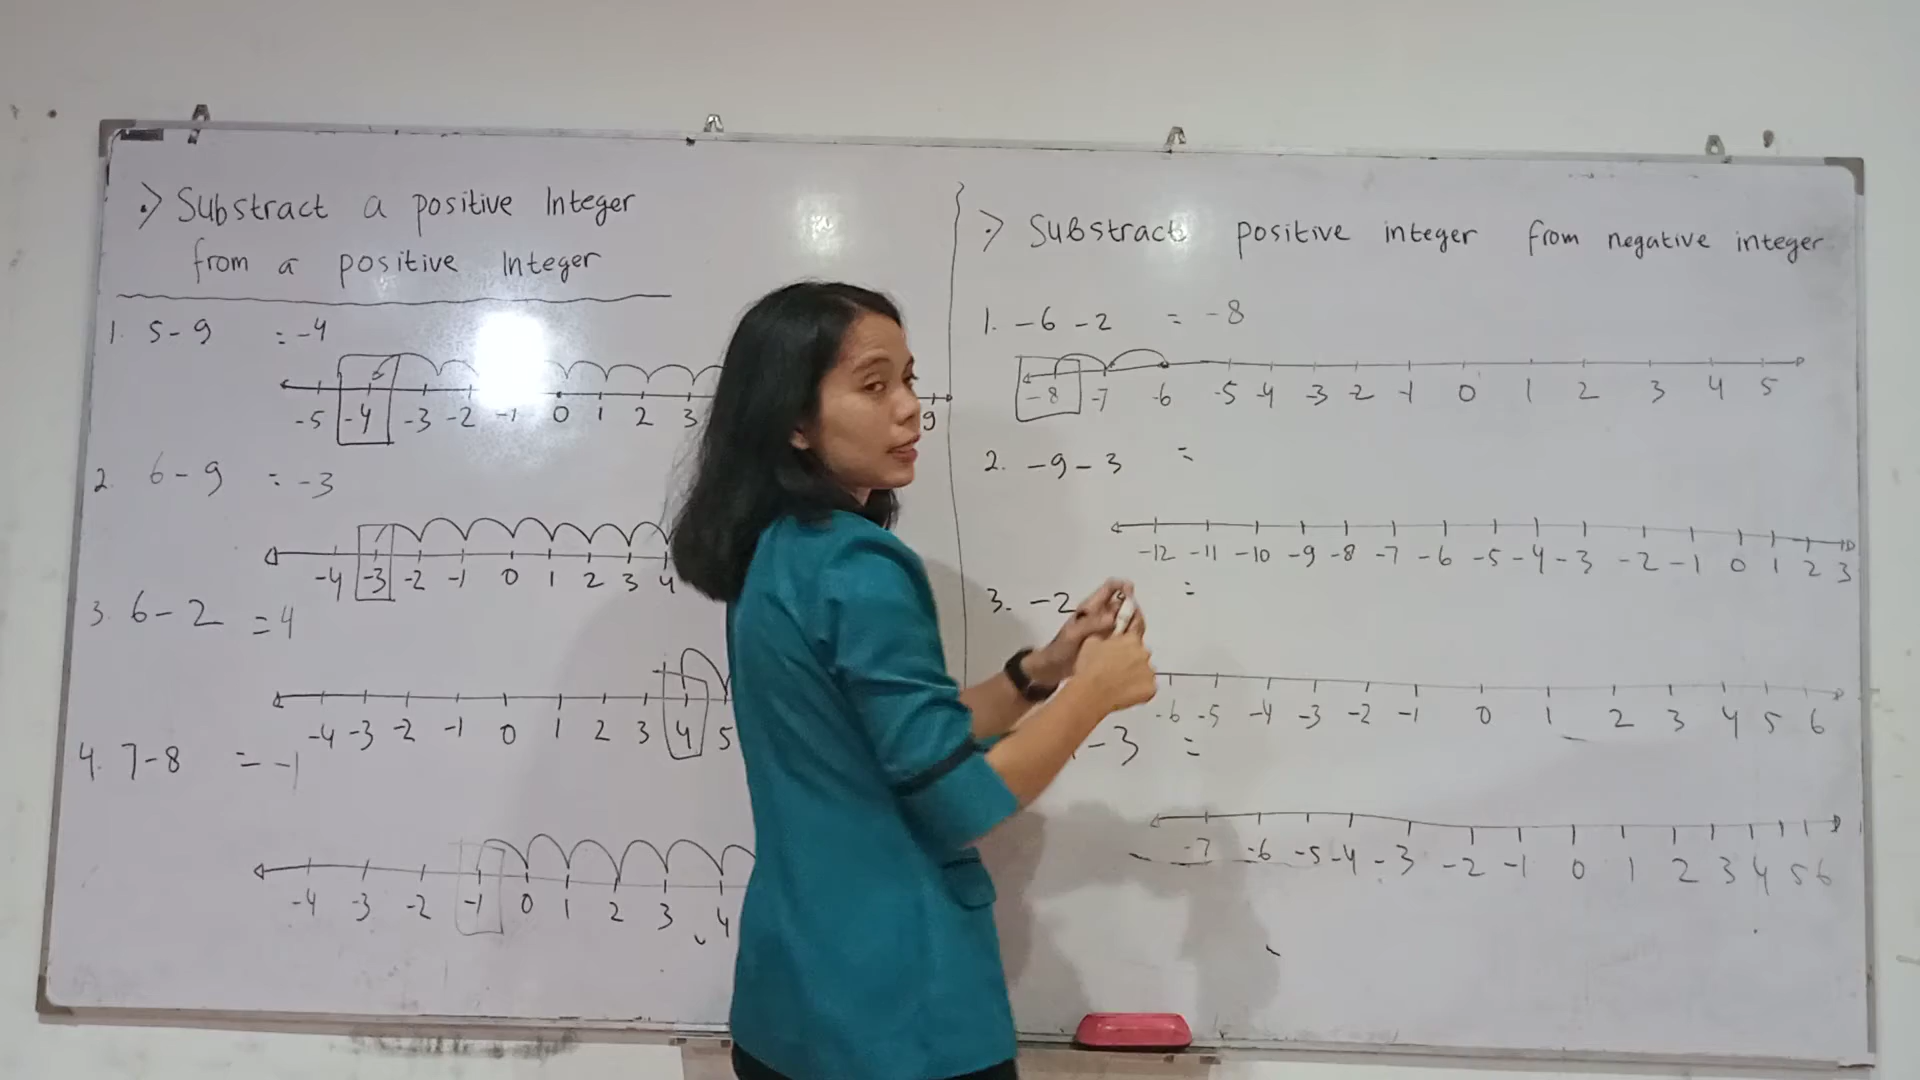 .> Substract a positive Integer
from a positive Integer
1. 5-9 = -4
-5 -4 -3 -2 -1 0 1 2 3 9
2. 6-9 = -3
-4 -3 -2 -1 0 1 2 3 4
3. 6-2 = 4
-4 -3 -2 -1 0 1 2 3 4 5
4. 7-8 = -1
-4 -3 -2 -1 0 1 2 3 4
.> Substract positive integer from negative integer
1. -6 -2 = -8
-8 -7 -6 -5 -4 -3 -2 -1 0 1 2 3 4 5
2. -9 - 3 =
-12 -11 -10 -9 -8 -7 -6 -5 -4 -3 -2 -1 0 1 2 3
3. -2 =
-6 -5 -4 -3 -2 -1 0 1 2 3 4 5 6
-3 =
-7 -6 -5 -4 -3 -2 -1 0 1 2 3 4 5 6